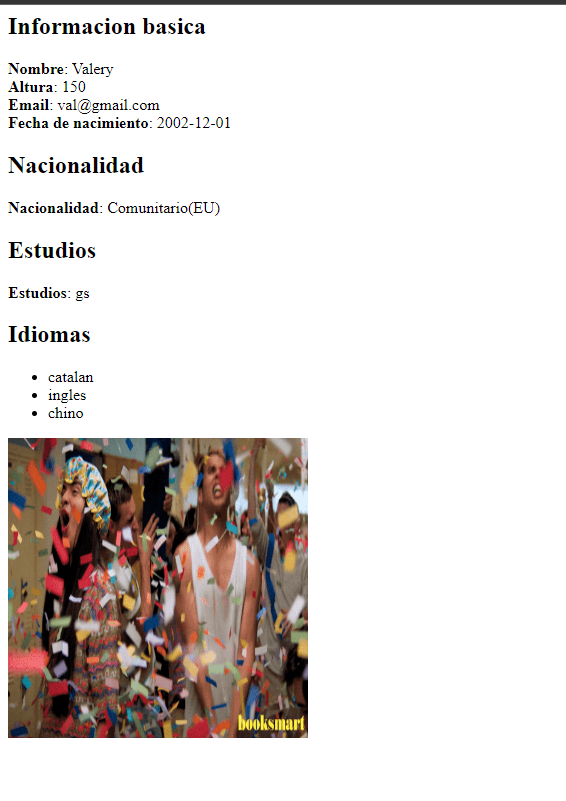 Informacion basica
Nombre: Valery
Altura: 150
Email: val@gmail.com
Fecha de nacimiento: 2002-12-01
Nacionalidad
Nacionalidad: Comunitario(EU)
Estudios
Estudios: gs
Idiomas
catalan
ingles
chino
booksmart